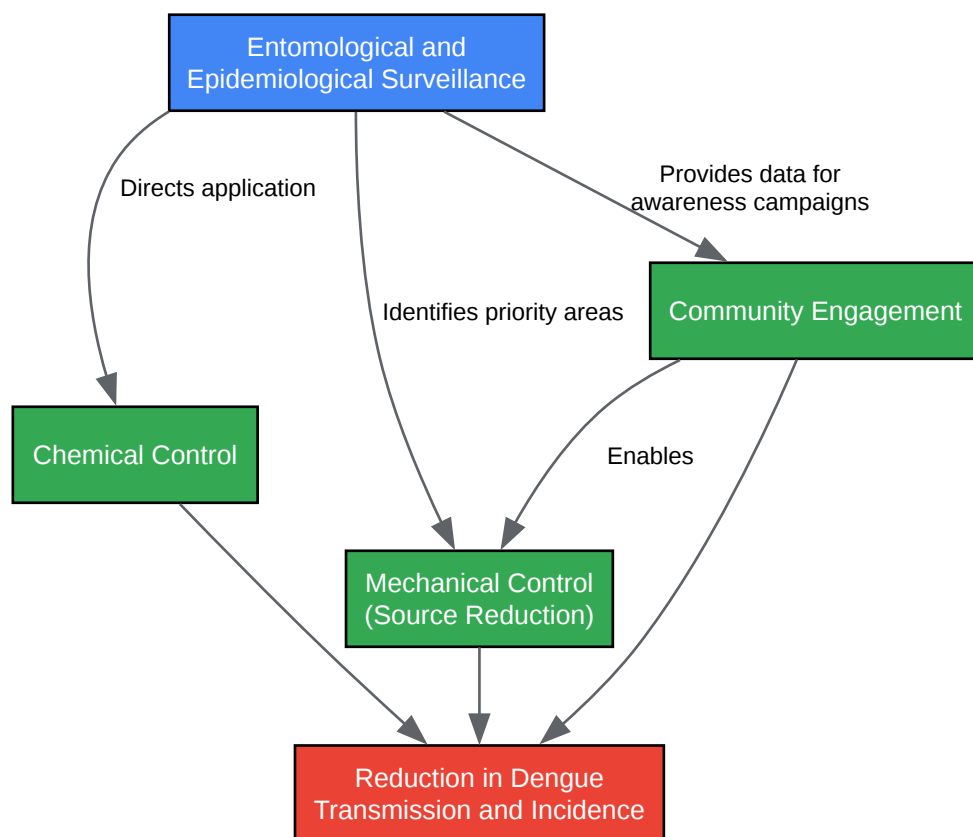 Entomological and
Epidemiological Surveillance
Directs application
Provides data for
awareness campaigns
Identifies priority areas
Community Engagement
Chemical Control
Enables
Mechanical Control
(Source Reduction)
Reduction in Dengue
Transmission and Incidence